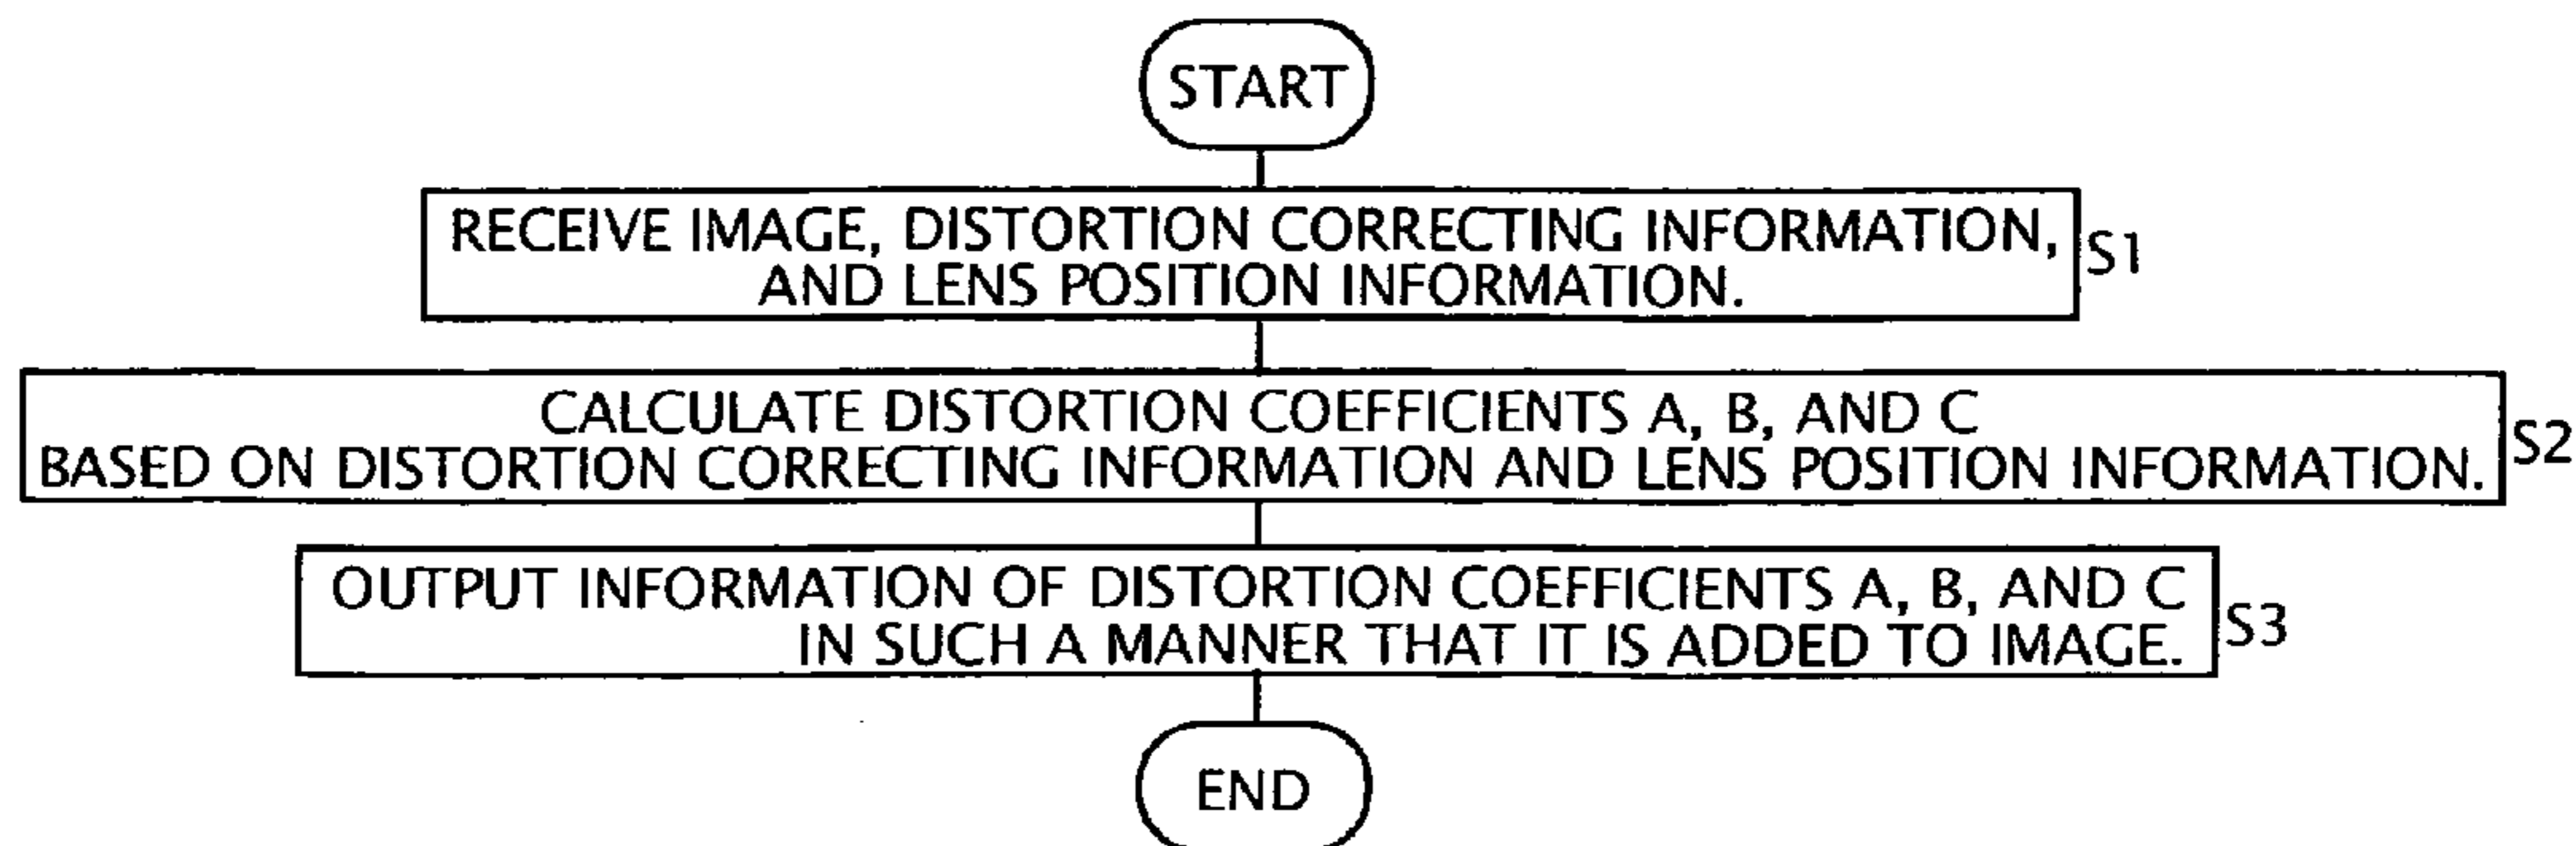 START
RECEIVE IMAGE, DISTORTION CORRECTING INFORMATION,
AND LENS POSITION INFORMATION.
S1
CALCULATE DISTORTION COEFFICIENTS A, B, AND C
BASED ON DISTORTION CORRECTING INFORMATION AND LENS POSITION INFORMATION.
S2
OUTPUT INFORMATION OF DISTORTION COEFFICIENTS A, B, AND C
IN SUCH A MANNER THAT IT IS ADDED TO IMAGE.
S3
END